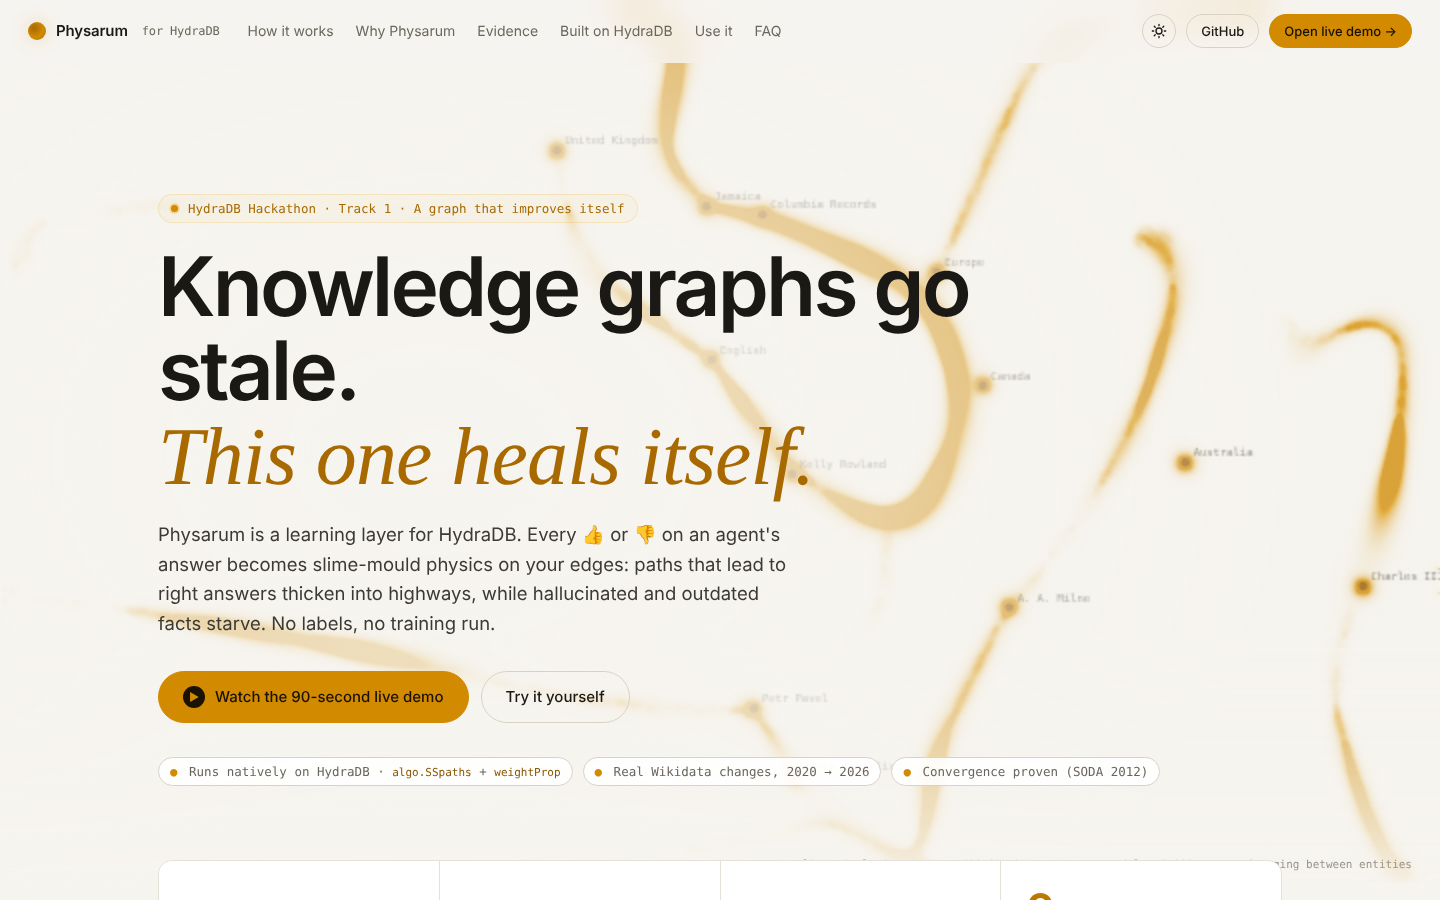 Physarum for HydraDB How it works Why Physarum Evidence Built on HydraDB Use it FAQ GitHub Open live demo →
United Kingdom
Jamaica
Columbia Records
HydraDB Hackathon · Track 1 · A graph that improves itself
Europe
Knowledge graphs go
stale.
English
Canada
This one heals itself.
Kelly Rowland
Australia
Physarum is a learning layer for HydraDB. Every 👍 or 👎 on an agent's
answer becomes slime-mould physics on your edges: paths that lead to
right answers thicken into highways, while hallucinated and outdated
facts starve. No labels, no training run.
Charles III
A. A. Milne
Watch the 90-second live demo Try it yourself
Petr Pavel
Runs natively on HydraDB · algo.SSpaths + weightProp Real Wikidata changes, 2020 → 2026 Convergence proven (SODA 2012)
between entities